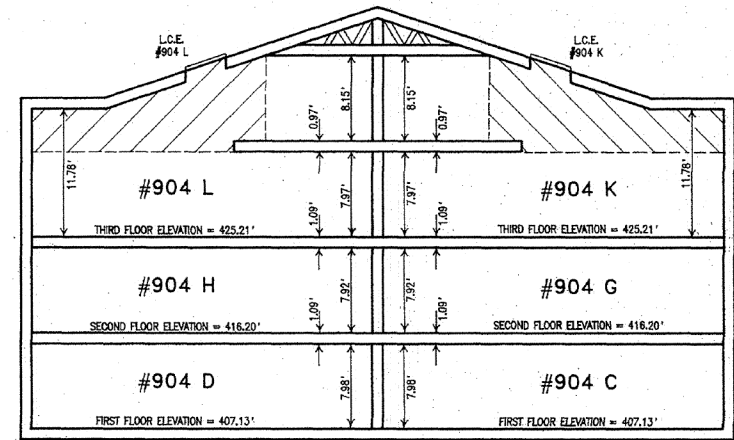 L.C.E.
#904 L
L.C.E.
#904 K
0.97'
8.15'
8.15'
0.97'
11.78'
11.78'
#904 L
#904 K
1.09'
7.97'
7.97'
1.09'
THIRD FLOOR ELEVATION = 425.21'
THIRD FLOOR ELEVATION = 425.21'
#904 H
#904 G
1.09'
7.92'
7.92'
1.09'
SECOND FLOOR ELEVATION = 416.20'
SECOND FLOOR ELEVATION = 416.20'
#904 D
#904 C
7.98'
7.98'
FIRST FLOOR ELEVATION = 407.13'
FIRST FLOOR ELEVATION = 407.13'